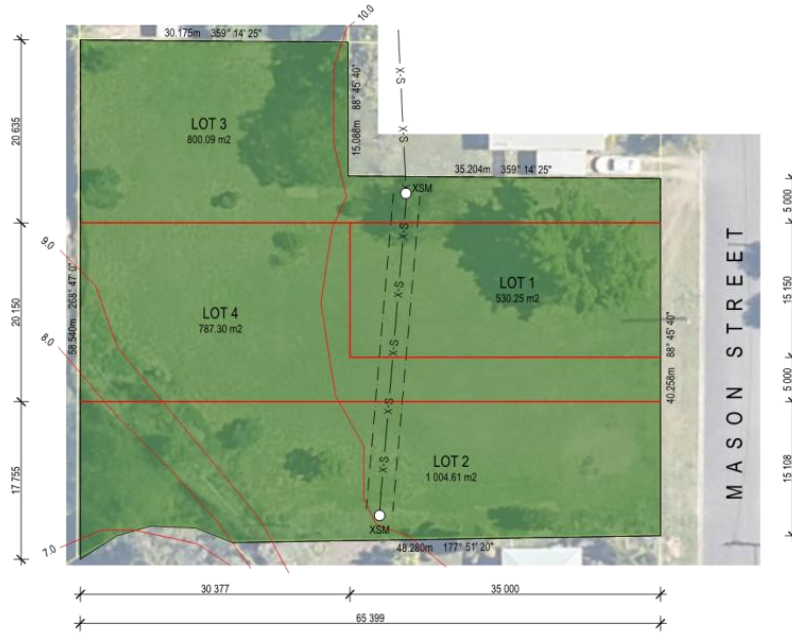 10.0
30.175m 359° 14' 25"
15.088m 88° 45' 40"
X-S
X-S
LOT 3
800.09 m2
20 635
35.204m 359° 14' 25"
XSM
5 000
X-S
9.0
LOT 1
530.25 m2
X-S
LOT 4
787.30 m2
58.540m 268° 47' 0"
20 150
15 150
8.0
X-S
40.258m 88° 45' 40"
MASON STREET
5 000
X-S
LOT 2
1 004.61 m2
X-S
17 755
15 108
XSM
7.0
48.280m 177° 51' 20"
30 377
35 000
65 399